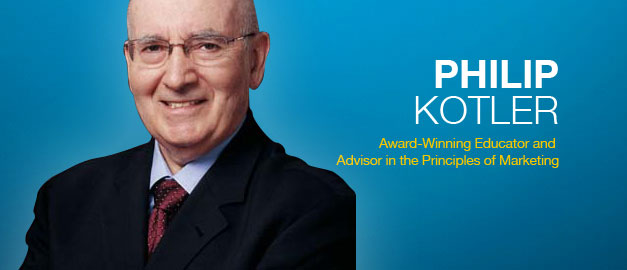 PHILIP
KOTLER
Award-Winning Educator and
Advisor in the Principles of Marketing